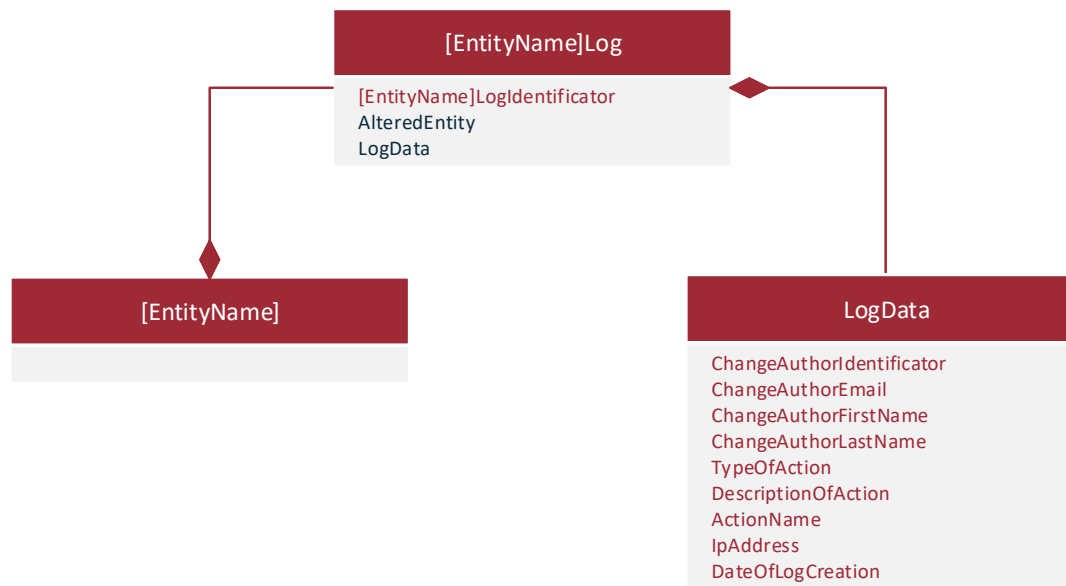 [EntityName]Log
[EntityName]LogIdentificator
AlteredEntity
LogData
[EntityName]
LogData
ChangeAuthorIdentificator
ChangeAuthorEmail
ChangeAuthorFirstName
ChangeAuthorLastName
TypeOfAction
DescriptionOfAction
ActionName
IpAddress
DateOfLogCreation